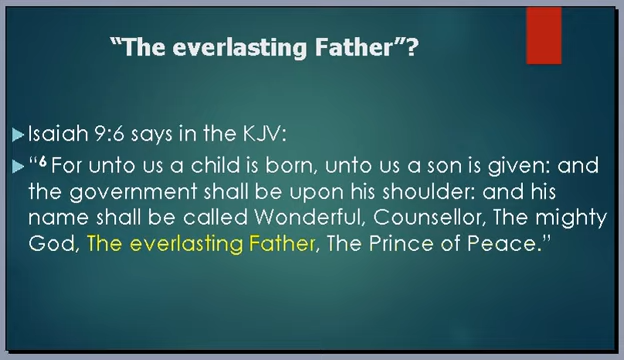 “The everlasting Father”?
Isaiah 9:6 says in the KJV:
“⁶ For unto us a child is born, unto us a son is given: and
the government shall be upon his shoulder: and his
name shall be called Wonderful, Counsellor, The mighty
God, The everlasting Father, The Prince of Peace.”